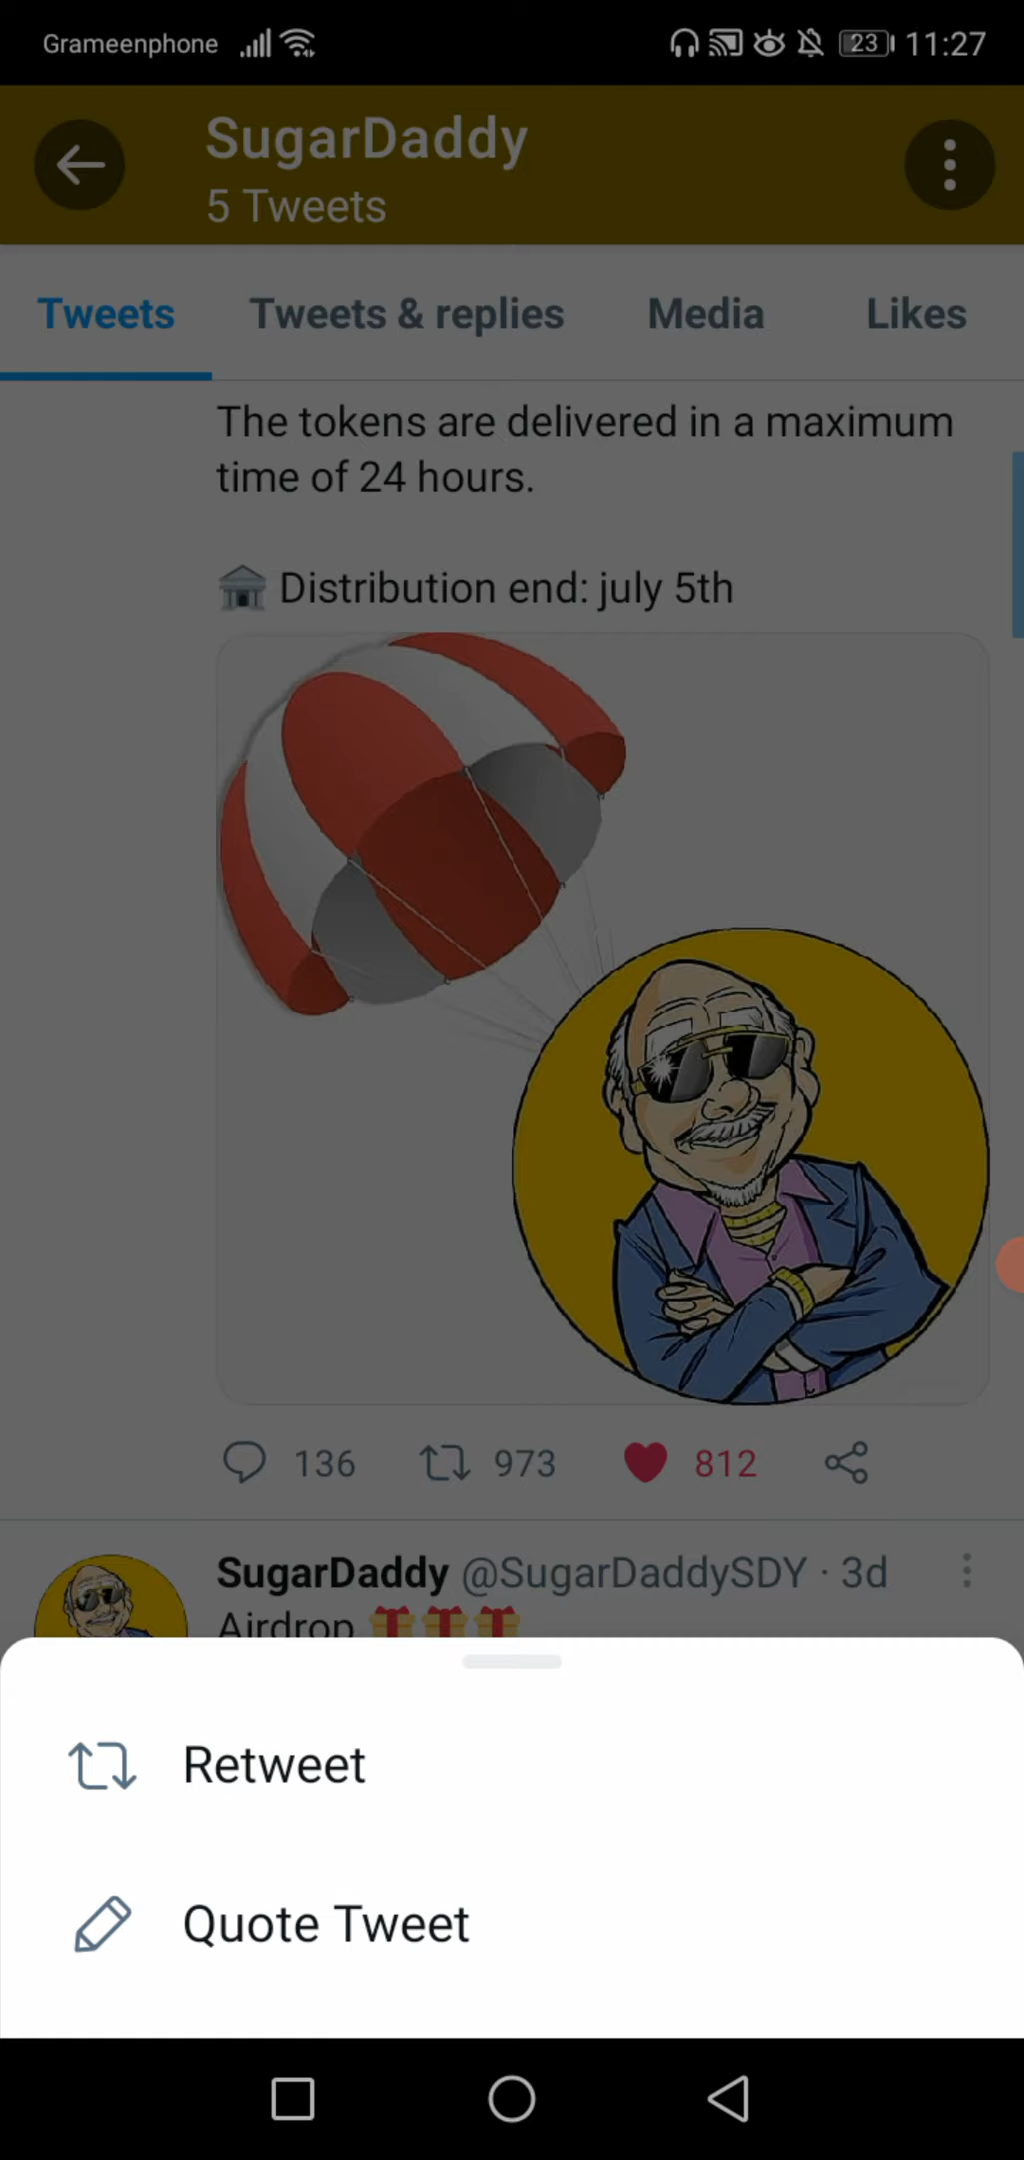 Grameenphone 23 11:27
SugarDaddy
5 Tweets
Tweets Tweets & replies Media Likes
The tokens are delivered in a maximum
time of 24 hours.
Distribution end: july 5th
136 973 812
SugarDaddy @SugarDaddySDY · 3d
Airdrop
Retweet
Quote Tweet